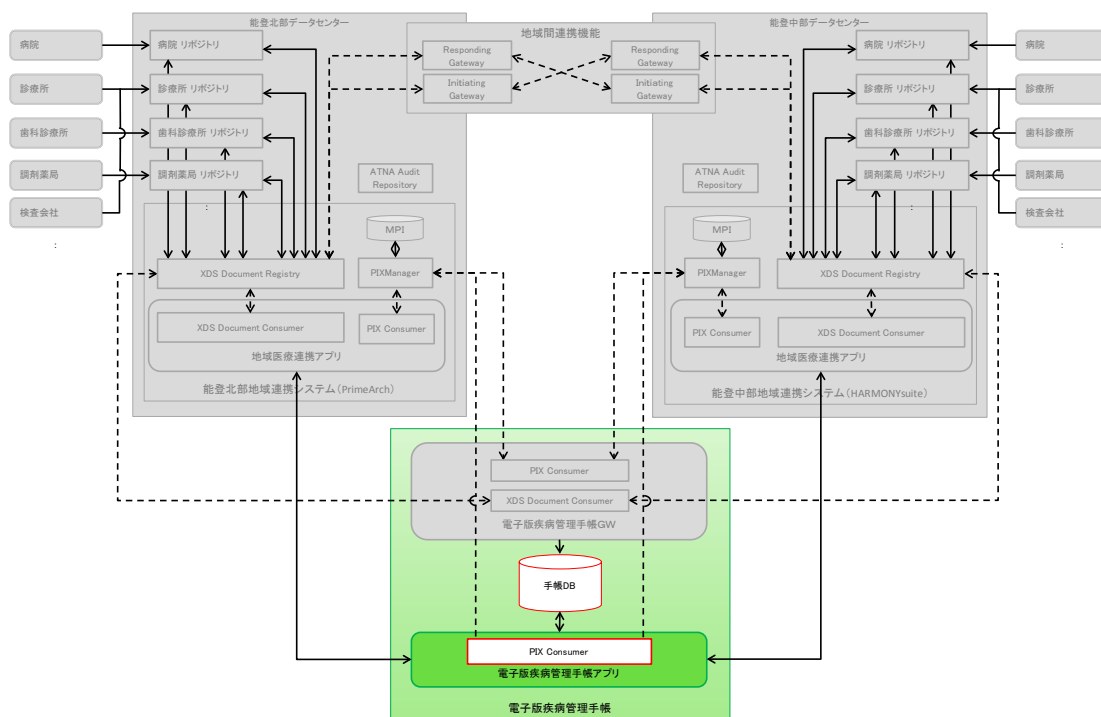 能登北部データセンター
病院
診療所
歯科診療所
調剤薬局
検査会社
:
病院 リポジトリ
診療所 リポジトリ
歯科診療所 リポジトリ
調剤薬局 リポジトリ
:
ATNA Audit
Repository
MPI
XDS Document Registry
PIXManager
XDS Document Consumer
PIX Consumer
地域医療連携アプリ
能登北部地域連携システム(PrimeArch)
地域間連携機能
Responding
Gateway
Responding
Gateway
Initiating
Gateway
Initiating
Gateway
能登中部データセンター
病院 リポジトリ
診療所 リポジトリ
歯科診療所 リポジトリ
調剤薬局 リポジトリ
:
病院
診療所
歯科診療所
調剤薬局
検査会社
:
ATNA Audit
Repository
MPI
PIXManager
XDS Document Registry
PIX Consumer
XDS Document Consumer
地域医療連携アプリ
能登中部地域連携システム(HARMONYsuite)
PIX Consumer
XDS Document Consumer
電子版疾病管理手帳GW
手帳DB
PIX Consumer
電子版疾病管理手帳アプリ
電子版疾病管理手帳